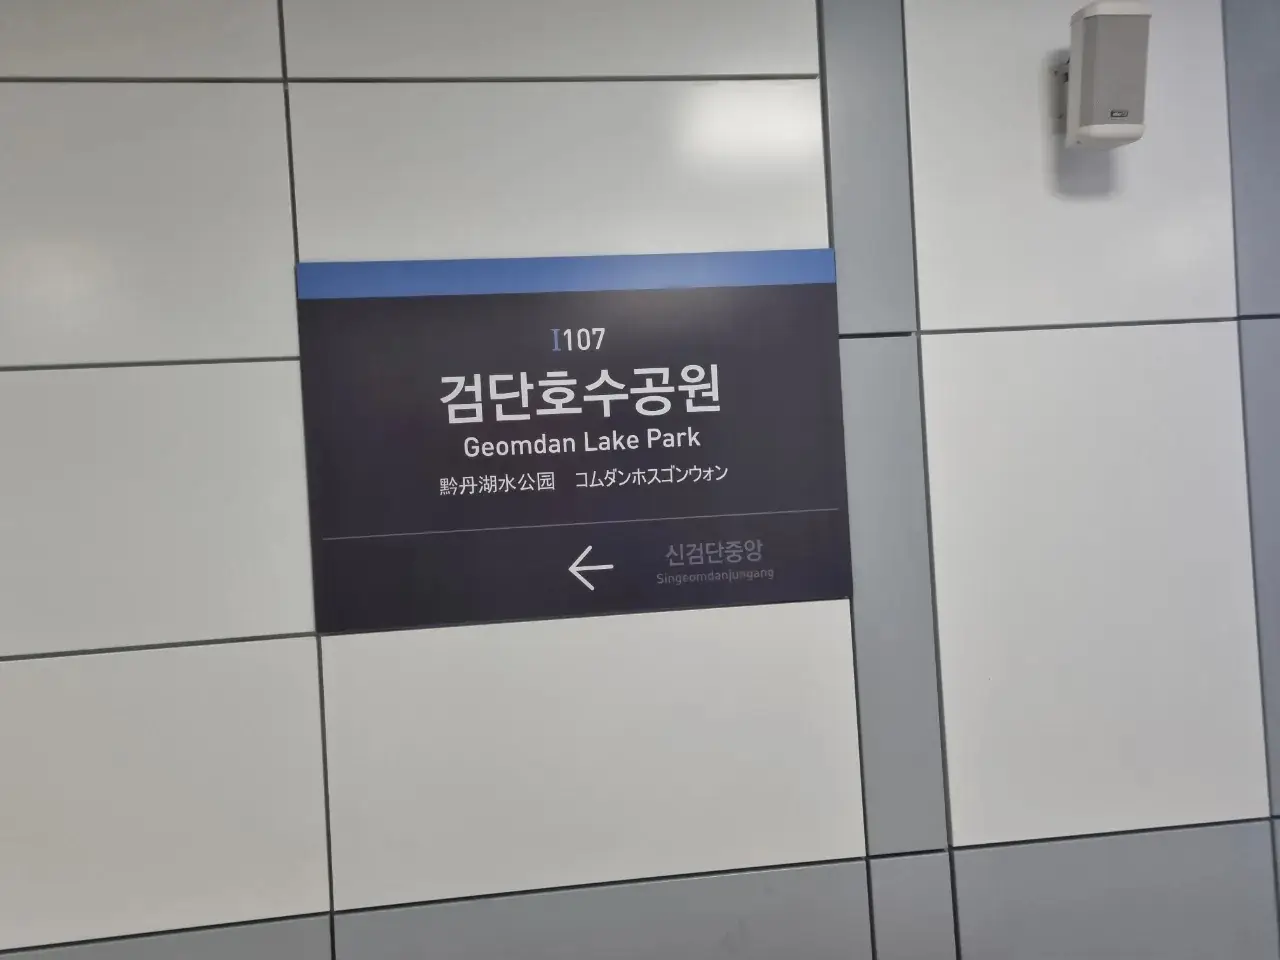 I107
검단호수공원
Geomdan Lake Park
黔丹湖水公园 コムダンホスゴンウォン
← 신검단중앙
Singeomdanjungang